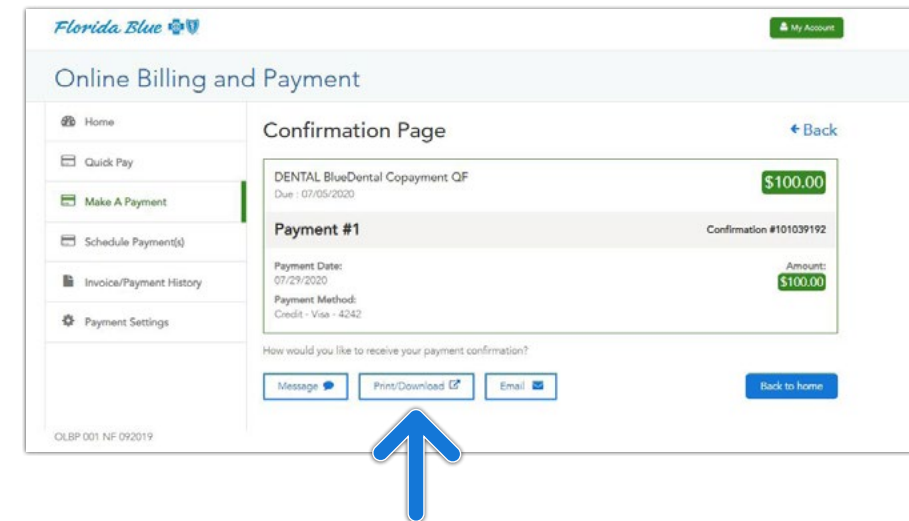 Florida Blue
My Account
Online Billing and Payment
Home
Quick Pay
Make A Payment
Schedule Payment(s)
Invoice/Payment History
Payment Settings
OLBP 001 NF 092019
Confirmation Page
Back
DENTAL BlueDental Copayment QF
$100.00
Due : 07/05/2020
Payment #1
Confirmation #101039192
Payment Date:
Amount:
07/29/2020
$100.00
Payment Method:
Credit - Visa - 4242
How would you like to receive your payment confirmation?
Message
Print/Download
Email
Back to home